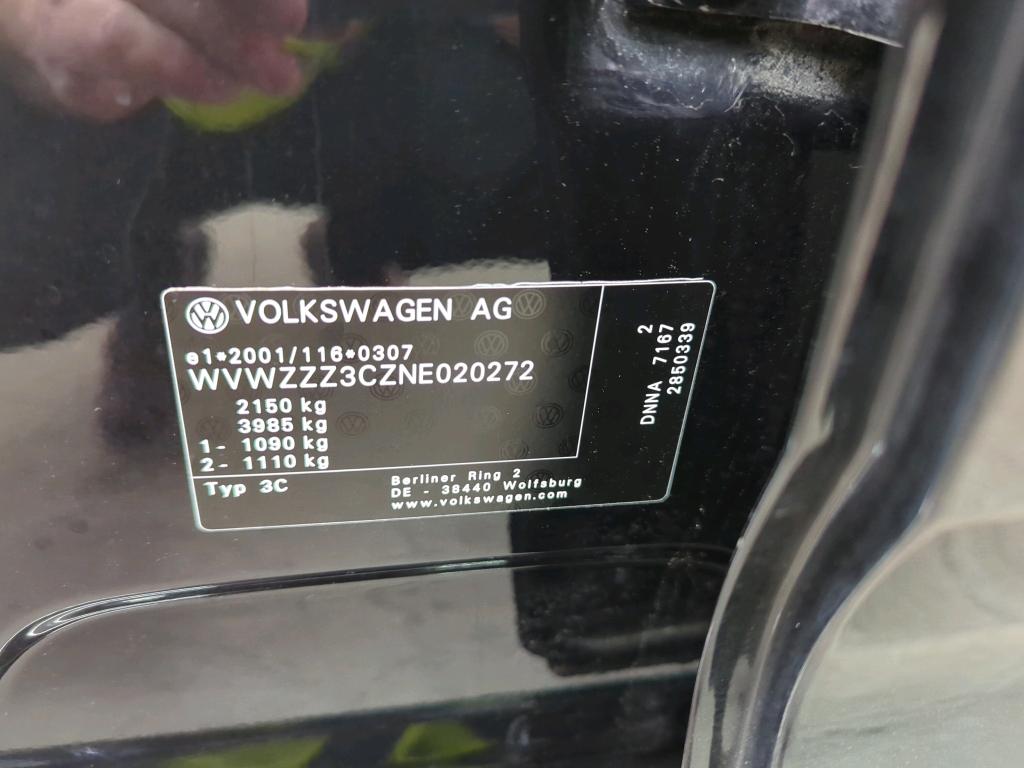 VOLKSWAGEN AG
e1*2001/116*0307
WVWZZZ3CZNE020272
2150 kg
3985 kg
1- 1090 kg
2- 1110 kg
Typ 3C
Berliner Ring 2
DE - 38440 Wolfsburg
www.volkswagen.com
DNNA 7167 2
2850339